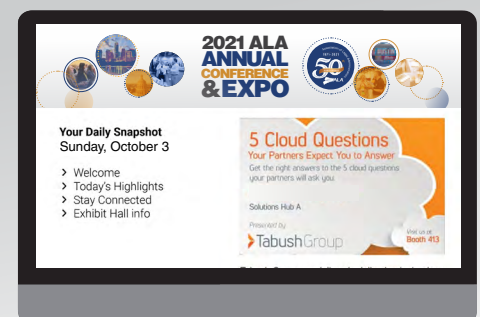 2021 ALA
ANNUAL
CONFERENCE
& EXPO
50
ALA
Your Daily Snapshot
Sunday, October 3
> Welcome
> Today's Highlights
> Stay Connected
> Exhibit Hall info
5 Cloud Questions
Your Partners Expect You to Answer
Get the right answers to the 5 cloud questions
your partners will ask you.
Solutions Hub A
Presented by
TabushGroup
Visit us at
Booth 413